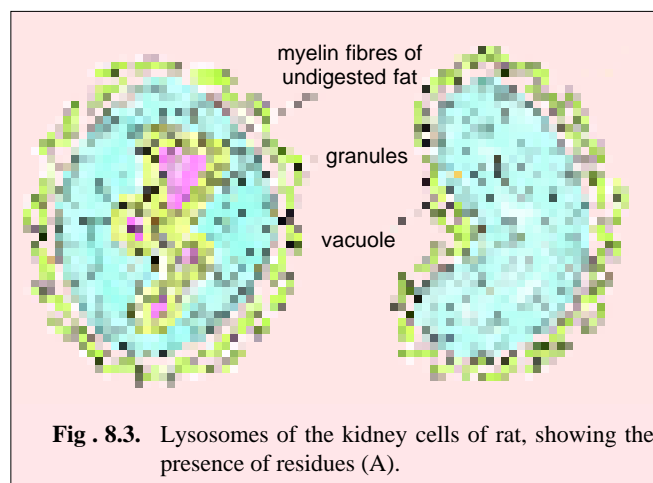 myelin fibres of
undigested fat
granules
vacuole
Fig . 8.3. Lysosomes of the kidney cells of rat, showing the
presence of residues (A).